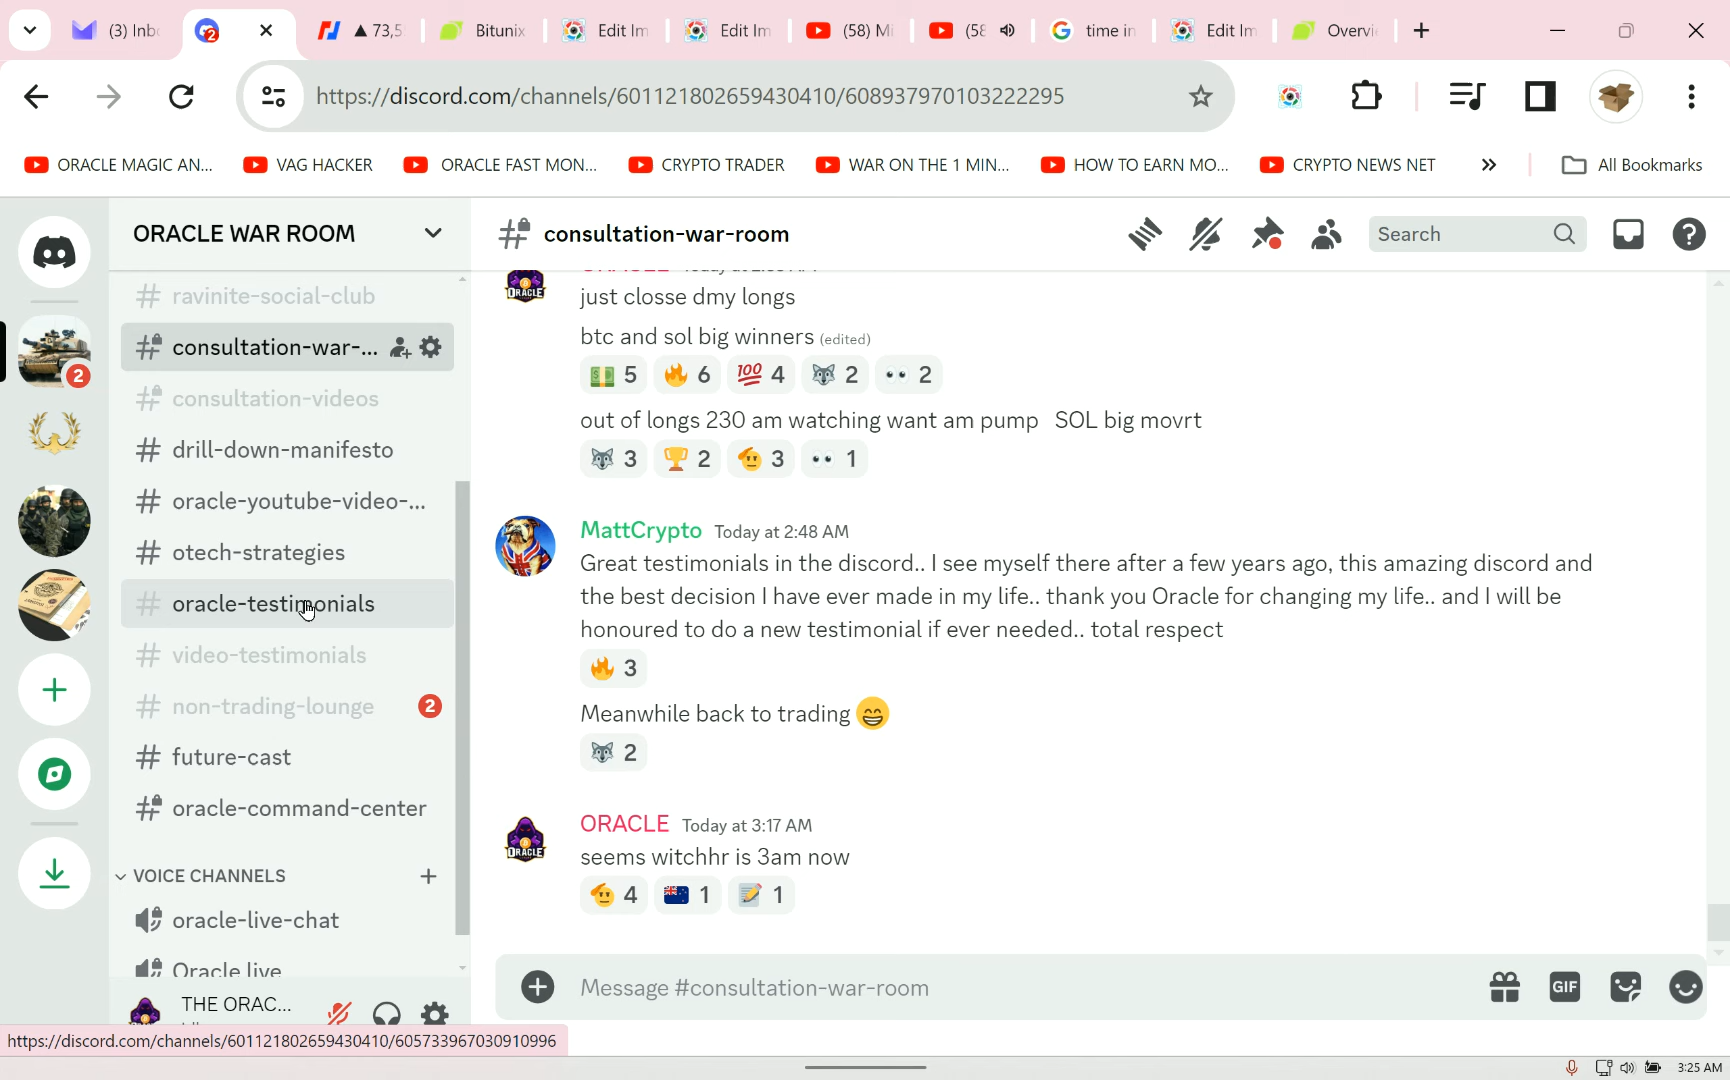 (3) Inb
2
▲ 73,5
Bitunix
Edit Im
Edit Im
(58) Mi
(58
time in
Edit Im
Overvi
https://discord.com/channels/601121802659430410/608937970103222295
ORACLE MAGIC AN...
VAG HACKER
ORACLE FAST MON...
CRYPTO TRADER
WAR ON THE 1 MIN...
HOW TO EARN MO...
CRYPTO NEWS NET
All Bookmarks
ORACLE WAR ROOM
consultation-war-room
Search
ravinite-social-club
consultation-war-...
2
consultation-videos
drill-down-manifesto
oracle-youtube-video-...
otech-strategies
oracle-testimonials
video-testimonials
non-trading-lounge 2
future-cast
oracle-command-center
VOICE CHANNELS
oracle-live-chat
Oracle live
THE ORAC...
just closse dmy longs
btc and sol big winners (edited)
5 6 100 4 2 2
out of longs 230 am watching want am pump SOL big movrt
3 2 3 1
MattCrypto Today at 2:48 AM
Great testimonials in the discord.. I see myself there after a few years ago, this amazing discord and
the best decision I have ever made in my life.. thank you Oracle for changing my life.. and I will be
honoured to do a new testimonial if ever needed.. total respect
3
Meanwhile back to trading
2
ORACLE Today at 3:17 AM
seems witchhr is 3am now
4 1 1
Message #consultation-war-room
GIF
https://discord.com/channels/601121802659430410/605733967030910996
3:25 AM